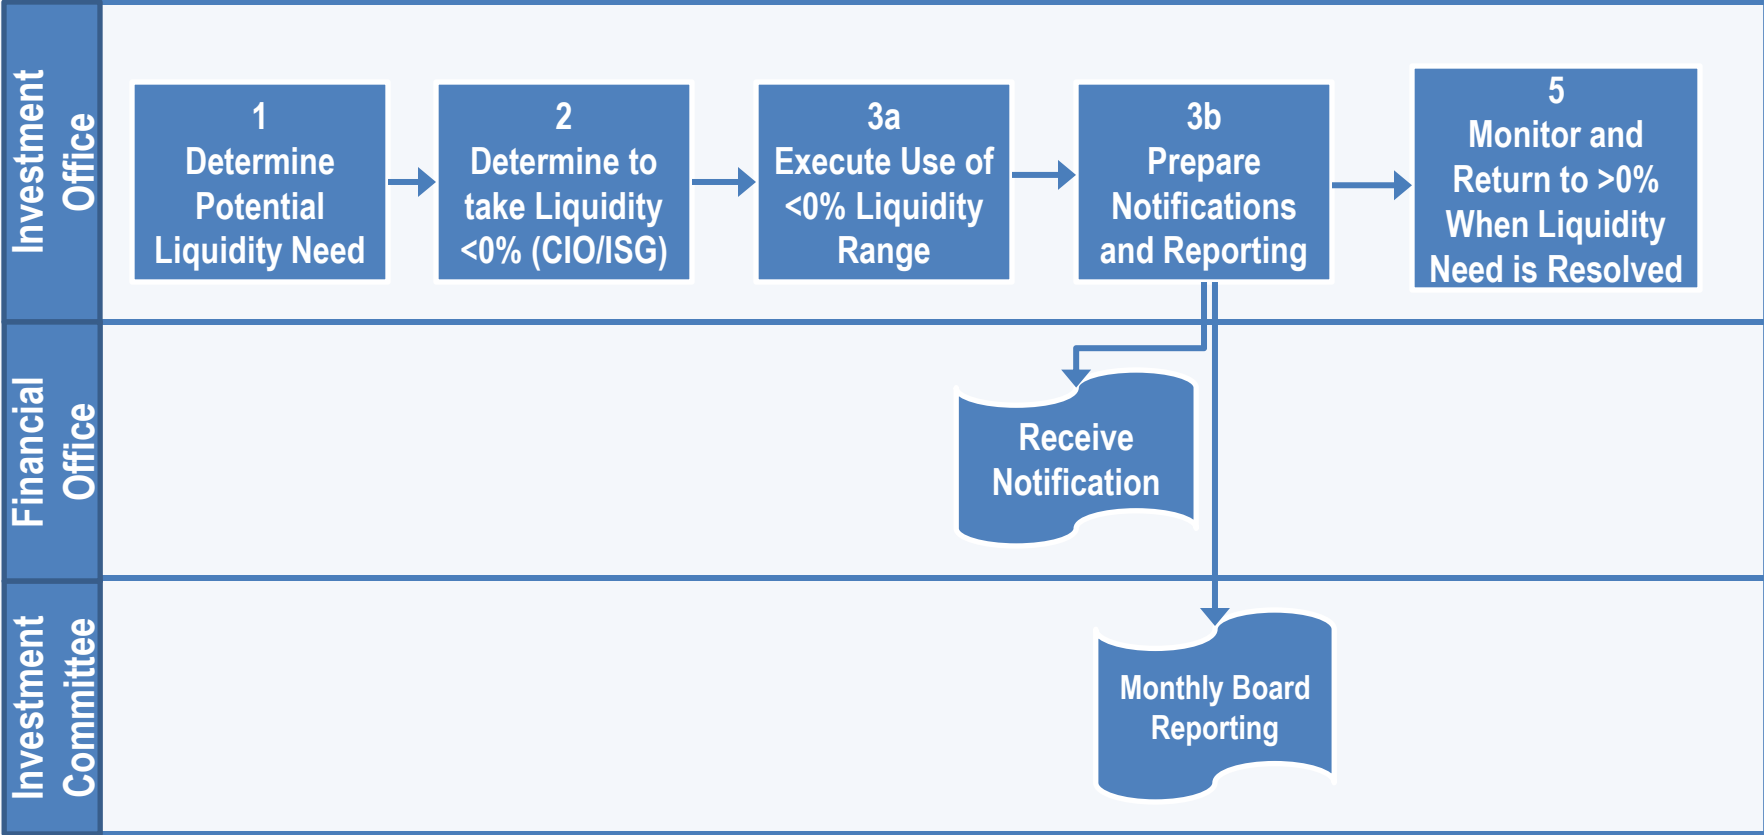 Investment
Office
1
Determine
Potential
Liquidity Need
2
Determine to
take Liquidity
<0% (CIO/ISG)
3a
Execute Use of
<0% Liquidity
Range
3b
Prepare
Notifications
and Reporting
5
Monitor and
Return to >0%
When Liquidity
Need is Resolved
Financial
Office
Receive
Notification
Investment
Committee
Monthly Board
Reporting